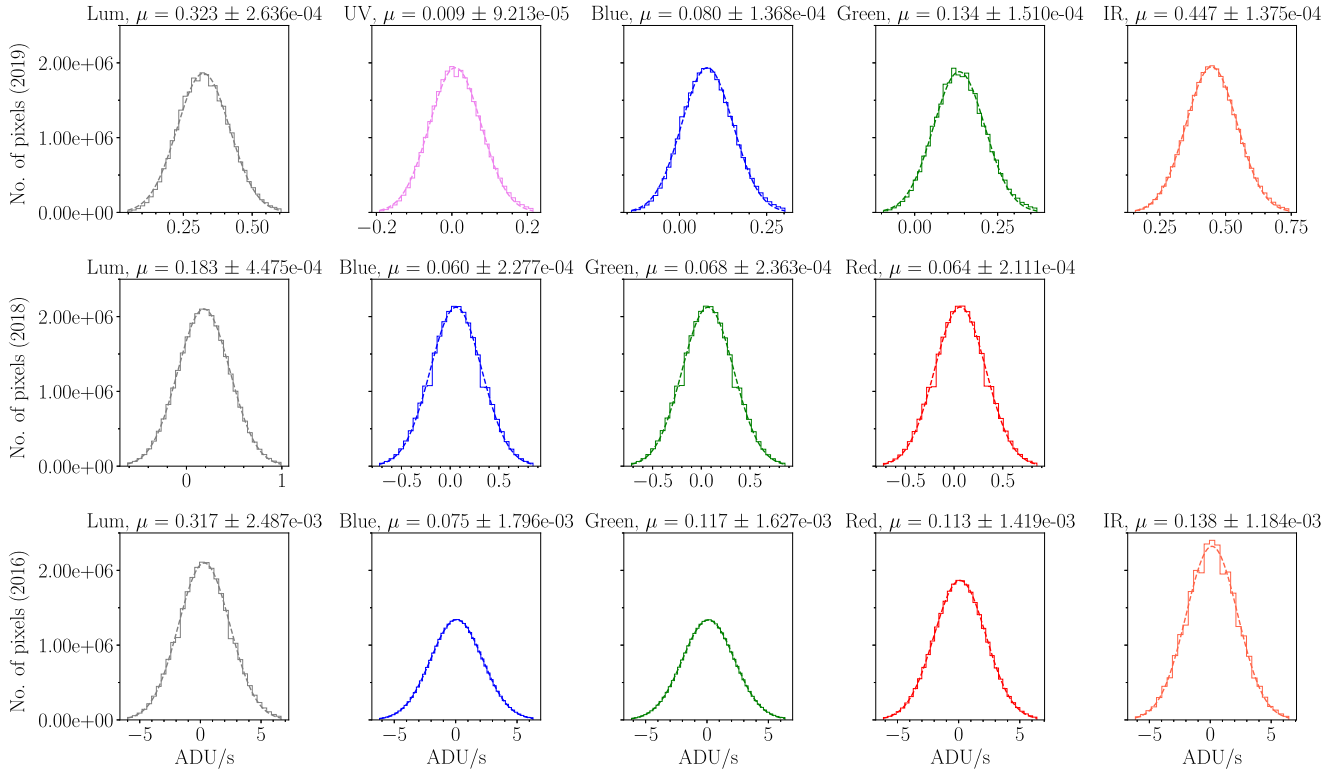 Lum, μ = 0.323 ± 2.636e-04
UV, μ = 0.009 ± 9.213e-05
Blue, μ = 0.080 ± 1.368e-04
Green, μ = 0.134 ± 1.510e-04
IR, μ = 0.447 ± 1.375e-04
No. of pixels (2019)
2.00e+06
1.00e+06
0.00e+00
0.25 0.50
−0.2 0.0 0.2
0.00 0.25
0.00 0.25
0.25 0.50 0.75
Lum, μ = 0.183 ± 4.475e-04
Blue, μ = 0.060 ± 2.277e-04
Green, μ = 0.068 ± 2.363e-04
Red, μ = 0.064 ± 2.111e-04
No. of pixels (2018)
2.00e+06
1.00e+06
0.00e+00
0 1
−0.5 0.0 0.5
−0.5 0.0 0.5
−0.5 0.0 0.5
Lum, μ = 0.317 ± 2.487e-03
Blue, μ = 0.075 ± 1.796e-03
Green, μ = 0.117 ± 1.627e-03
Red, μ = 0.113 ± 1.419e-03
IR, μ = 0.138 ± 1.184e-03
No. of pixels (2016)
2.00e+06
1.00e+06
0.00e+00
−5 0 5
−5 0 5
−5 0 5
−5 0 5
−5 0 5
ADU/s
ADU/s
ADU/s
ADU/s
ADU/s